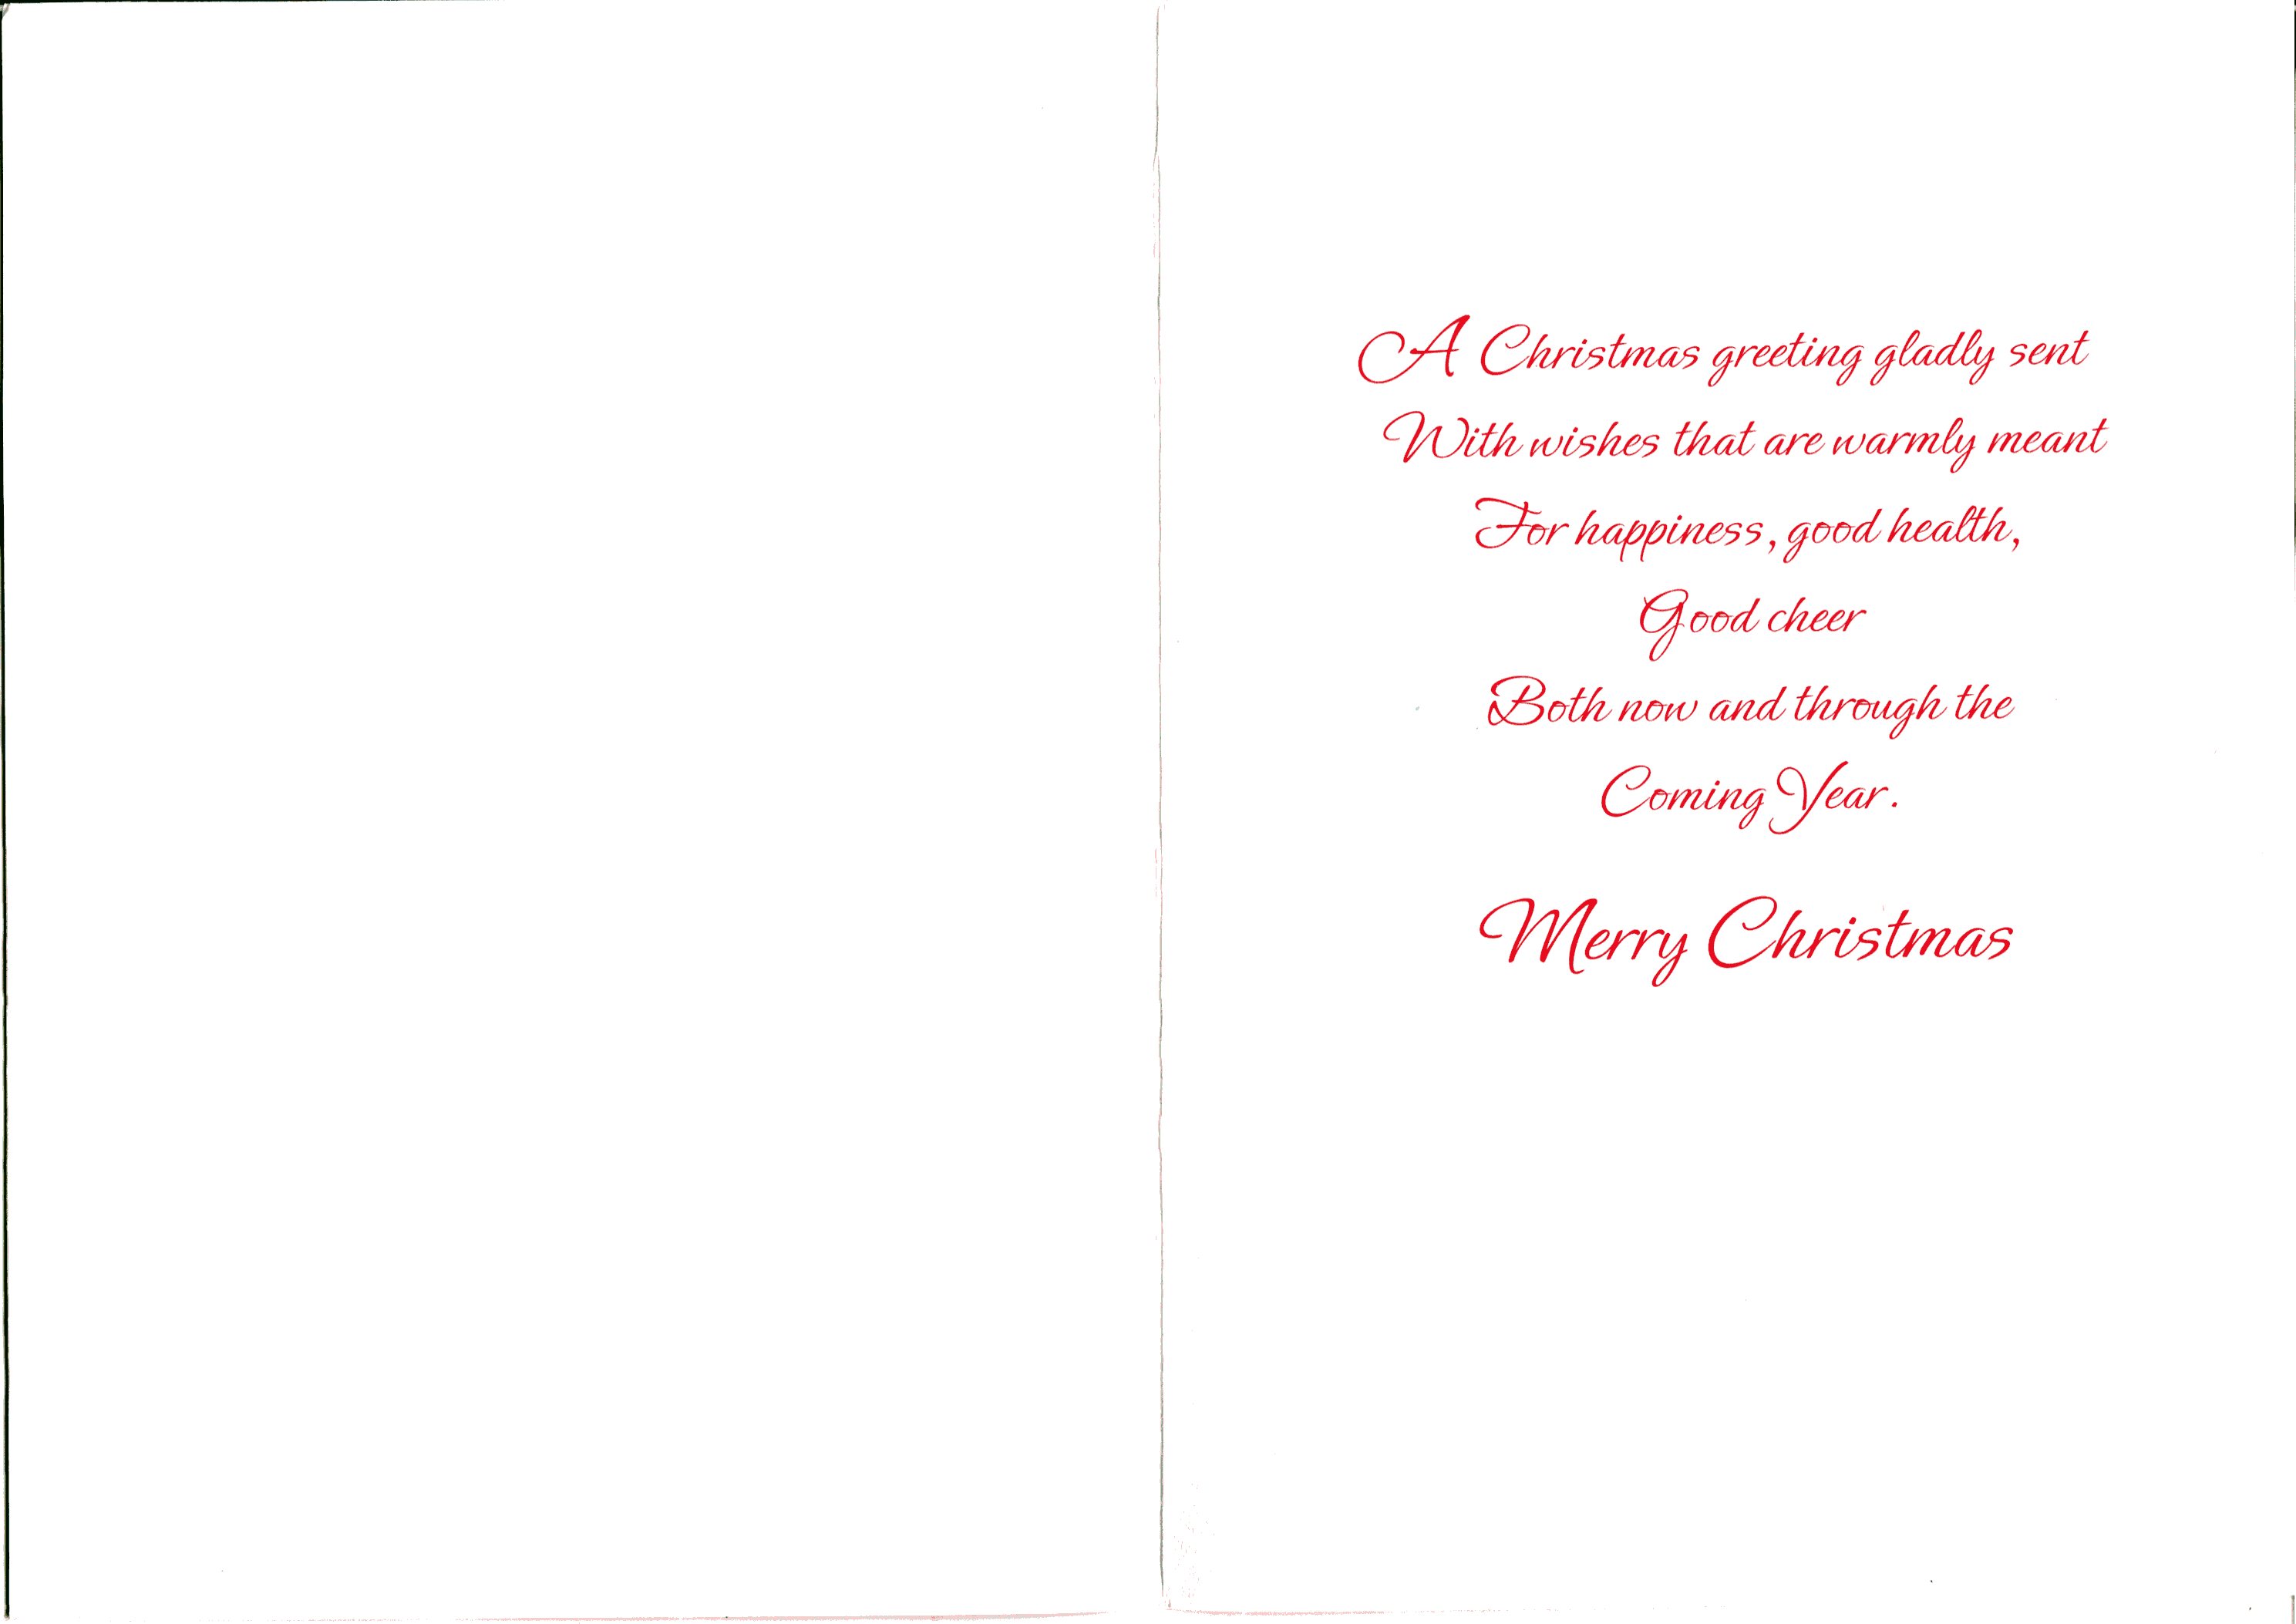 A Christmas greeting gladly sent
With wishes that are warmly meant
For happiness, good health,
Good cheer
Both now and through the
Coming Year.
Merry Christmas